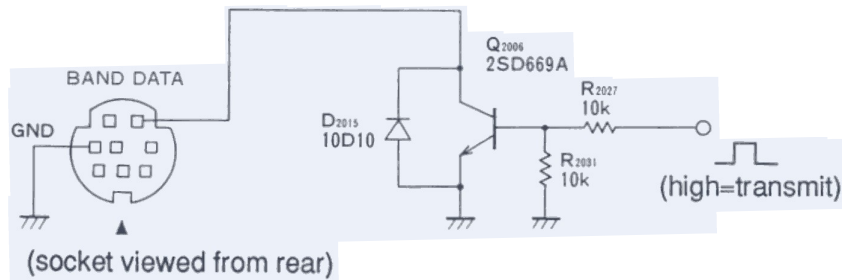 BAND DATA
GND
(socket viewed from rear)
Q2006
2SD669A
D2015
10D10
R2027
10k
R2031
10k
(high=transmit)